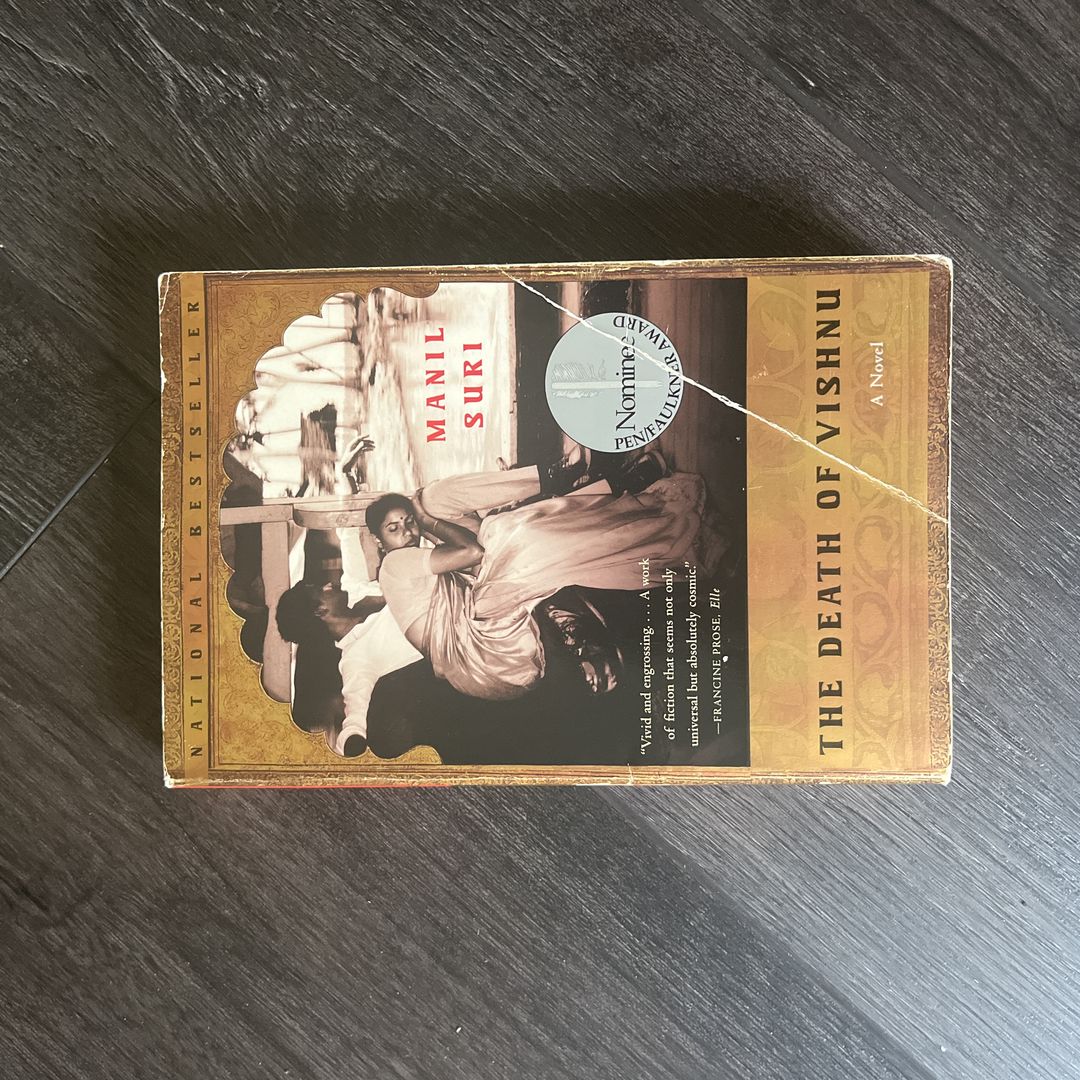 NATIONAL BESTSELLER
MANIL
SURI
Nominee
PEN/FAULKNER AWARD
“Vivid and engrossing. . . . A work
of fiction that seems not only
universal but absolutely cosmic.”
—FRANCINE PROSE, Elle
THE DEATH OF VISHNU
A Novel